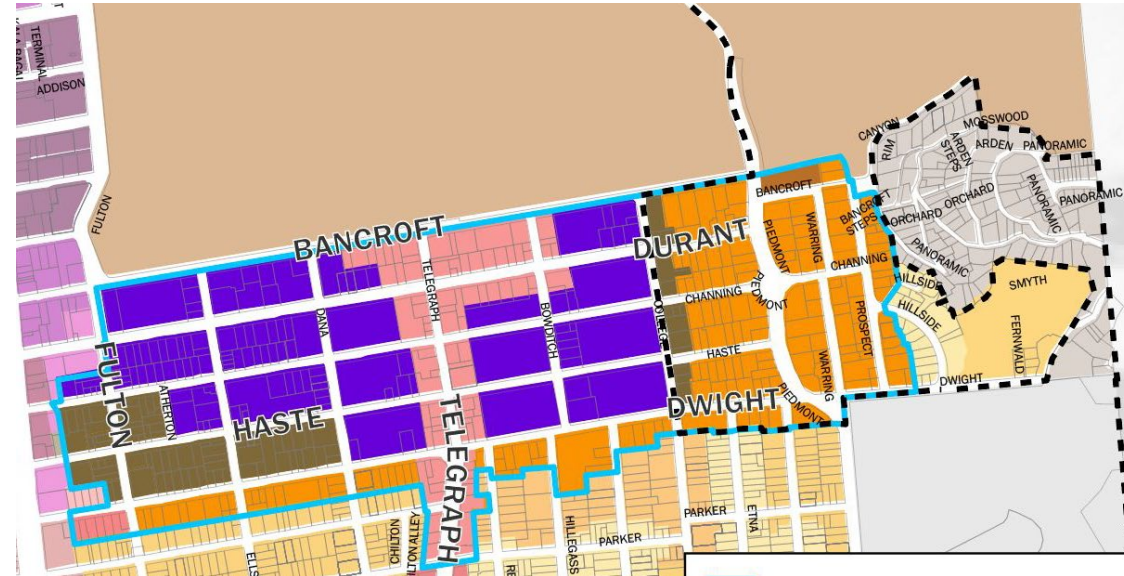 TERMINAL
ADDISON
FULTON
CANYON
RIM
MOSSWOOD
ARDEN
STEPS
ARDEN
PANORAMIC
PANORAMIC
PANORAMIC
ORCHARD
ORCHARD
BANCROFT
BANCROFT
STEPS
BANCROFT
TELEGRAPH
DURANT
PIEDMONT
WARRING
CHANNING
PANORAMIC
HILLSIDE
SMYTH
HILLSIDE
CHANNING
PIEDMONT
DANA
BOWDITCH
PROSPECT
FERNWALD
HASTE
WARRING
DWIGHT
FULTON
ATHERTON
HASTE
TELEGRAPH
DWIGHT
PIEDMONT
PARKER
ETNA
PARKER
HILLEGASS
CHILTON